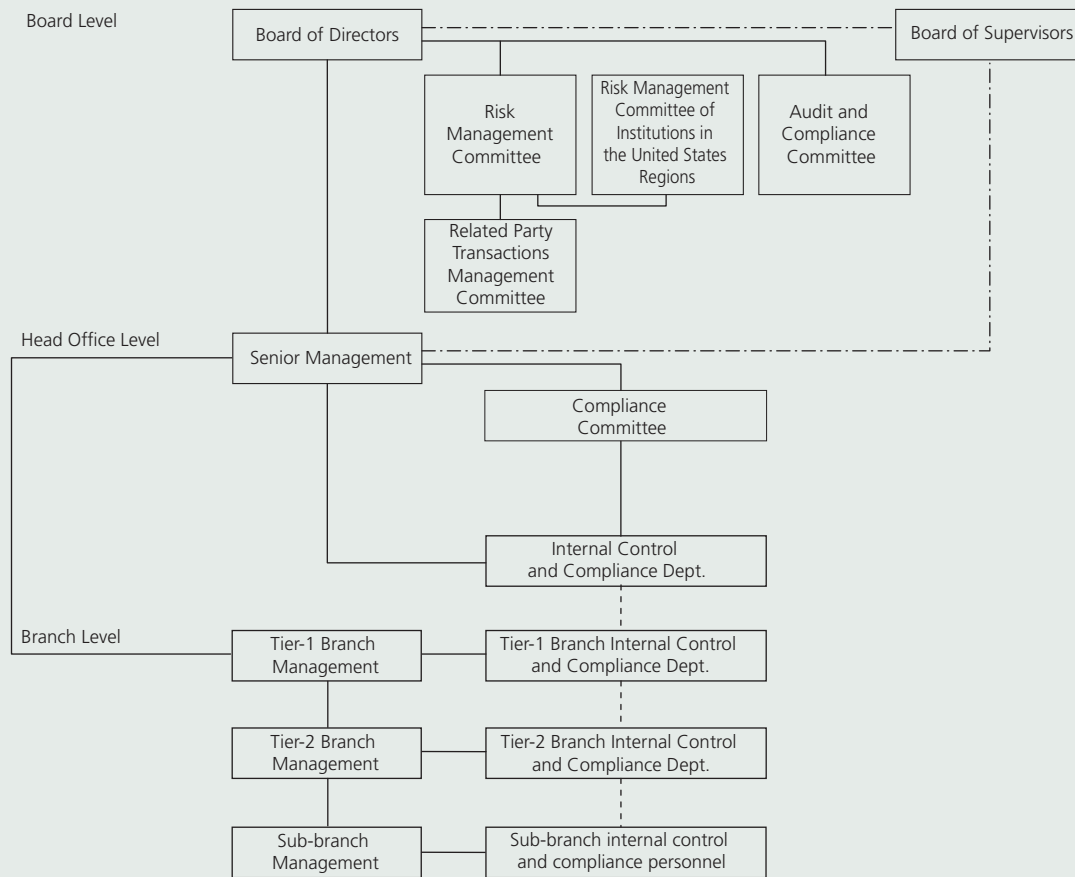 Board Level
Board of Directors
Board of Supervisors
Risk
Management
Committee
Risk Management
Committee of
Institutions in
the United States
Regions
Audit and
Compliance
Committee
Related Party
Transactions
Management
Committee
Head Office Level
Senior Management
Compliance
Committee
Internal Control
and Compliance Dept.
Branch Level
Tier-1 Branch
Management
Tier-1 Branch Internal Control
and Compliance Dept.
Tier-2 Branch
Management
Tier-2 Branch Internal Control
and Compliance Dept.
Sub-branch
Management
Sub-branch internal control
and compliance personnel